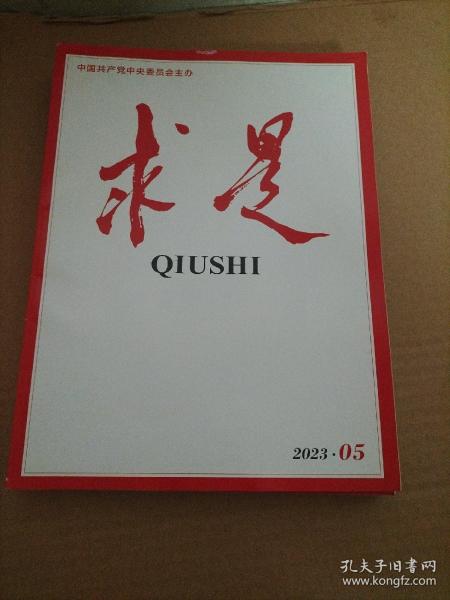 中国共产党中央委员会主办
求是
QIUSHI
2023·05
孔夫子旧书网
www.kongfz.com